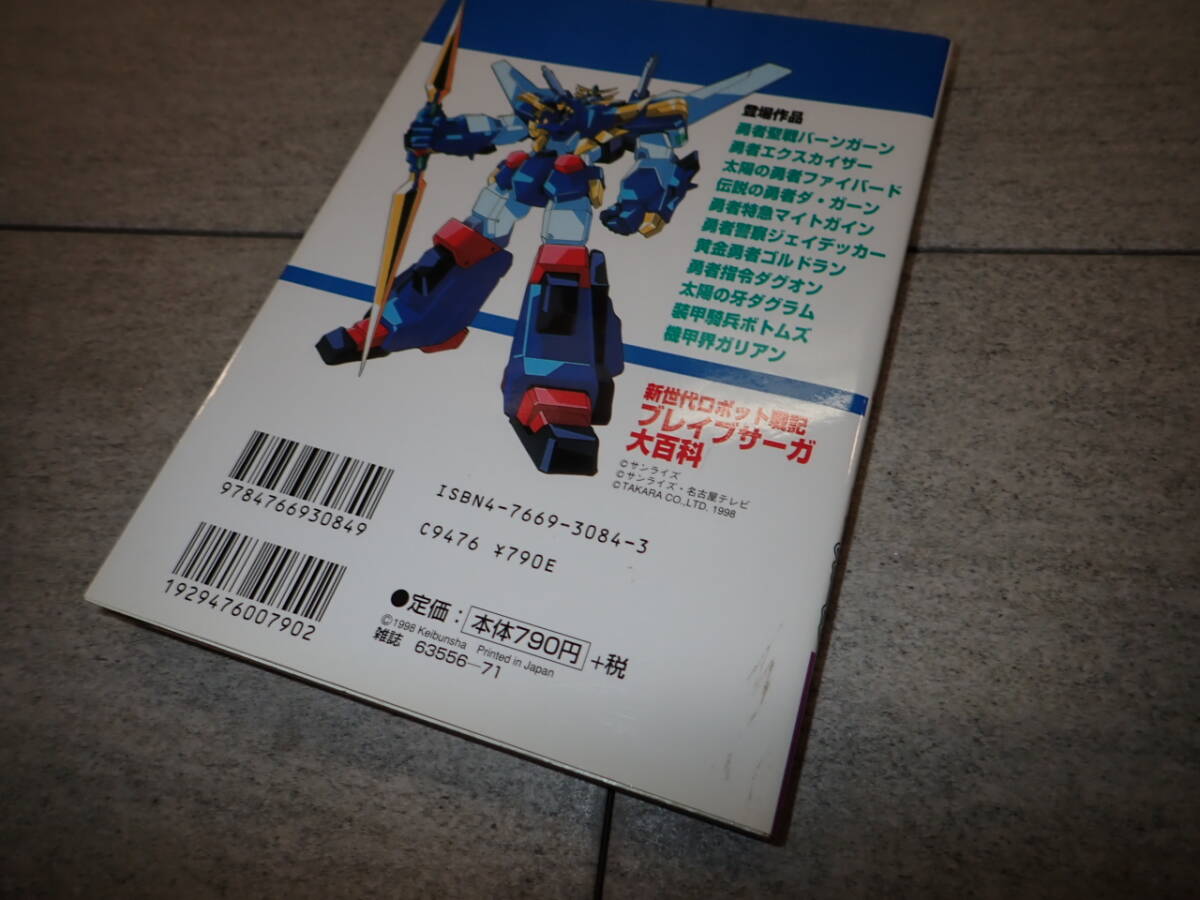 登場作品
勇者聖戦バーンガーン
勇者エクスカイザー
太陽の勇者ファイバード
伝説の勇者ダ・ガーン
勇者特急マイトガイン
勇者警察ジェイデッカー
黄金勇者ゴルドラン
勇者指令ダグオン
太陽の牙ダグラム
装甲騎兵ボトムズ
機甲界ガリアン
新世代ロボット戦記
ブレイブサーガ
大百科
©サンライズ
©サンライズ・名古屋テレビ
©TAKARA CO.,LTD. 1998
9784766930849
ISBN4-7669-3084-3
C9476 ¥790E
1929476007902
●定価：本体790円+税
©1998 Keibunsha Printed in Japan
雑誌 63556-71